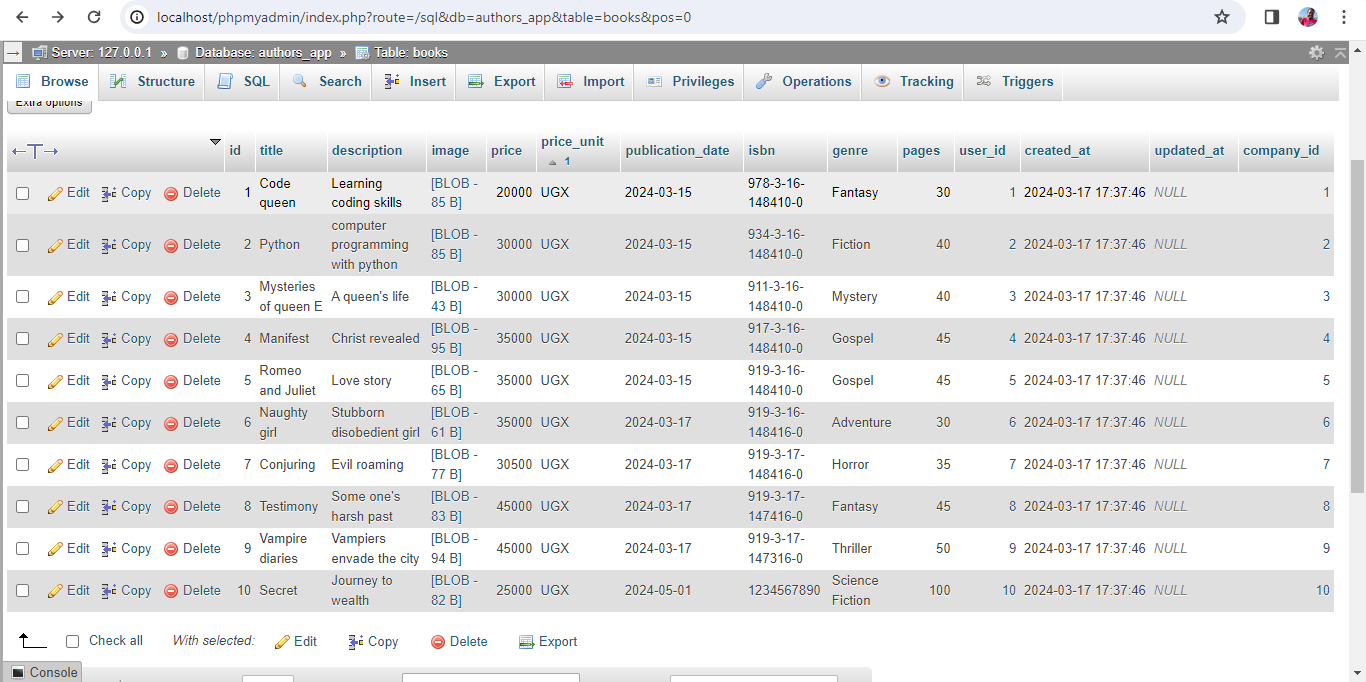 localhost/phpmyadmin/index.php?route=/sql&db=authors_app&table=books&pos=0
Server: 127.0.0.1 » Database: authors_app » Table: books
Browse Structure SQL Search Insert Export Import Privileges Operations Tracking Triggers
Extra options
id title description image price price_unit 1 publication_date isbn genre pages user_id created_at updated_at company_id
Edit Copy Delete 1 Code queen Learning coding skills [BLOB - 85 B] 20000 UGX 2024-03-15 978-3-16-148410-0 Fantasy 30 1 2024-03-17 17:37:46 NULL 1
Edit Copy Delete 2 Python computer programming with python [BLOB - 85 B] 30000 UGX 2024-03-15 934-3-16-148410-0 Fiction 40 2 2024-03-17 17:37:46 NULL 2
Edit Copy Delete 3 Mysteries of queen E A queen's life [BLOB - 43 B] 30000 UGX 2024-03-15 911-3-16-148410-0 Mystery 40 3 2024-03-17 17:37:46 NULL 3
Edit Copy Delete 4 Manifest Christ revealed [BLOB - 95 B] 35000 UGX 2024-03-15 917-3-16-148410-0 Gospel 45 4 2024-03-17 17:37:46 NULL 4
Edit Copy Delete 5 Romeo and Juliet Love story [BLOB - 65 B] 35000 UGX 2024-03-15 919-3-16-148410-0 Gospel 45 5 2024-03-17 17:37:46 NULL 5
Edit Copy Delete 6 Naughty girl Stubborn disobedient girl [BLOB - 61 B] 35000 UGX 2024-03-17 919-3-16-148416-0 Adventure 30 6 2024-03-17 17:37:46 NULL 6
Edit Copy Delete 7 Conjuring Evil roaming [BLOB - 77 B] 30500 UGX 2024-03-17 919-3-17-148416-0 Horror 35 7 2024-03-17 17:37:46 NULL 7
Edit Copy Delete 8 Testimony Some one's harsh past [BLOB - 83 B] 45000 UGX 2024-03-17 919-3-17-147416-0 Fantasy 45 8 2024-03-17 17:37:46 NULL 8
Edit Copy Delete 9 Vampire diaries Vampiers envade the city [BLOB - 94 B] 45000 UGX 2024-03-17 919-3-17-147316-0 Thriller 50 9 2024-03-17 17:37:46 NULL 9
Edit Copy Delete 10 Secret Journey to wealth [BLOB - 82 B] 25000 UGX 2024-05-01 1234567890 Science Fiction 100 10 2024-03-17 17:37:46 NULL 10
Check all With selected: Edit Copy Delete Export
Console